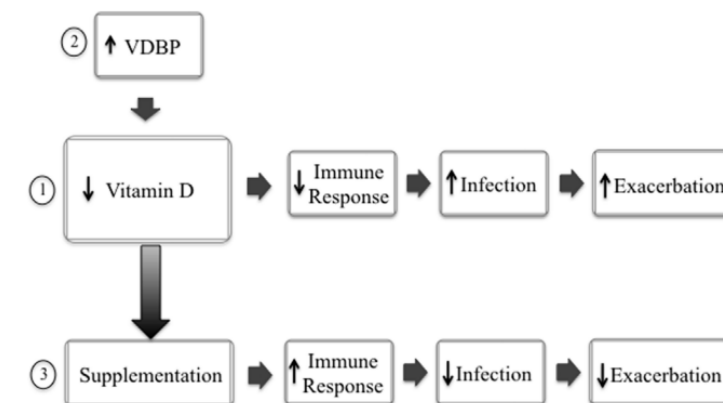 ② ↑ VDBP
① ↓ Vitamin D
↓ Immune
Response
↑ Infection
↑ Exacerbation
③ Supplementation
↑ Immune
Response
↓ Infection
↓ Exacerbation